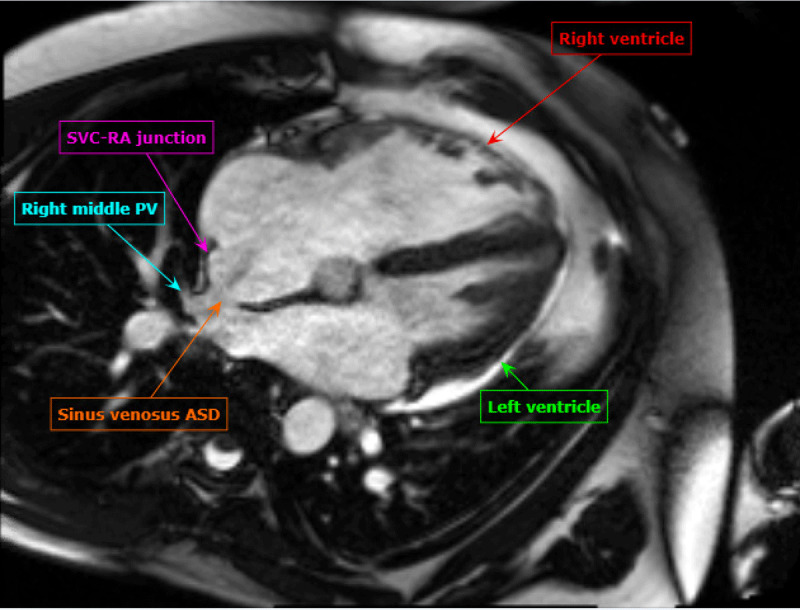 Right ventricle
SVC-RA junction
Right middle PV
Sinus venosus ASD
Left ventricle